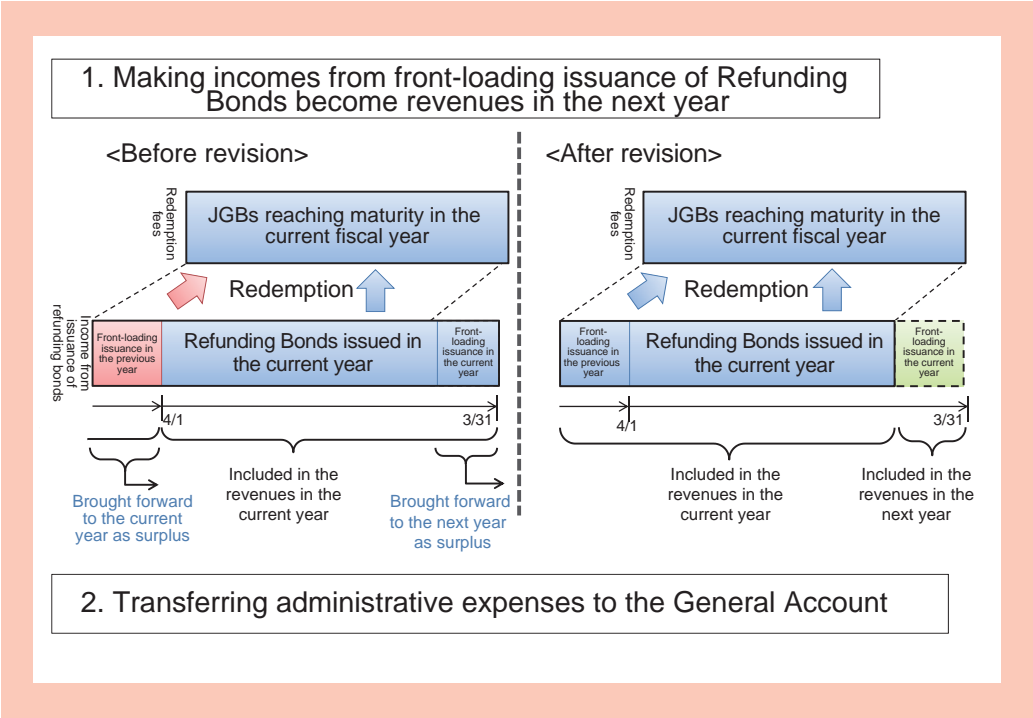 1. Making incomes from front-loading issuance of Refunding
Bonds become revenues in the next year
<Before revision>
Redemption
fees
JGBs reaching maturity in the
current fiscal year
Redemption
Income from
issuance of
refunding bonds
Front-loading
issuance in
the previous
year
Refunding Bonds issued in
the current year
Front-
loading
issuance in
the current
year
4/1
3/31
Brought forward
to the current
year as surplus
Included in the
revenues in the
current year
Brought forward
to the next year
as surplus
<After revision>
Redemption
fees
JGBs reaching maturity in the
current fiscal year
Redemption
Front-
loading
issuance in
the previous
year
Refunding Bonds issued in
the current year
Front-
loading
issuance in
the current
year
4/1
3/31
Included in the
revenues in the
current year
Included in the
revenues in the
next year
2. Transferring administrative expenses to the General Account